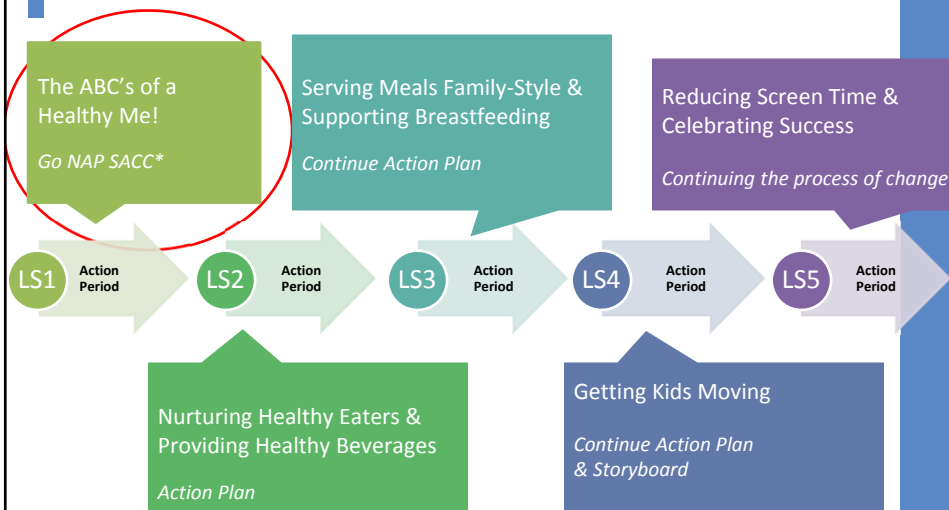 The ABC's of a
Healthy Me!
Go NAP SACC*
Serving Meals Family-Style &
Supporting Breastfeeding
Continue Action Plan
Reducing Screen Time &
Celebrating Success
Continuing the process of change
LS1
Action
Period
LS2
Action
Period
LS3
Action
Period
LS4
Action
Period
LS5
Action
Period
Nurturing Healthy Eaters &
Providing Healthy Beverages
Action Plan
Getting Kids Moving
Continue Action Plan
& Storyboard